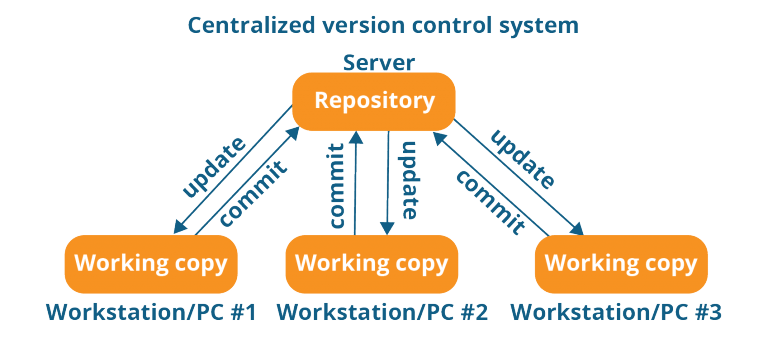 Centralized version control system
Server
Repository
update
commit
commit
update
update
commit
Working copy
Working copy
Working copy
Workstation/PC #1
Workstation/PC #2
Workstation/PC #3